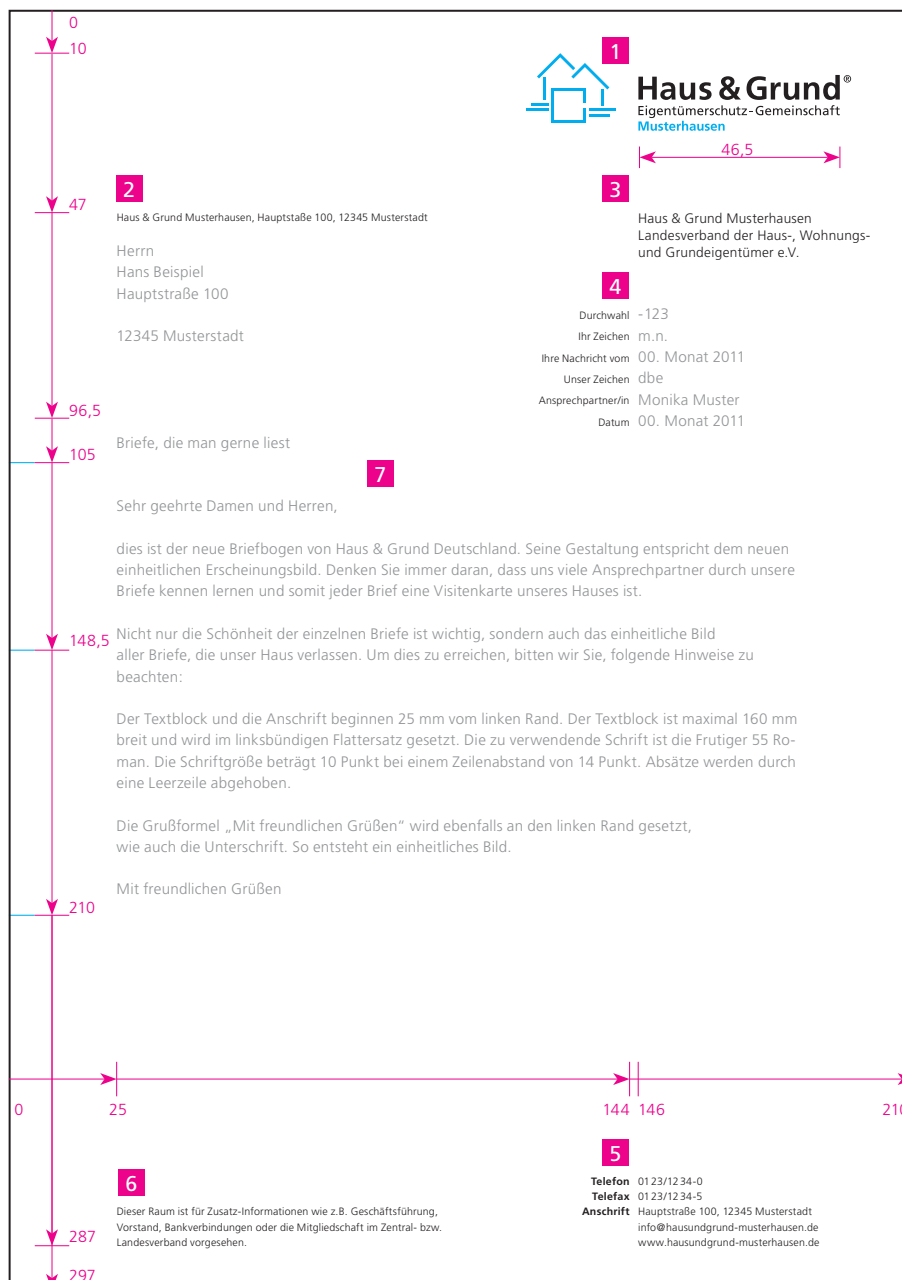 0
10
1
Haus & Grund®
Eigentümerschutz-Gemeinschaft
Musterhausen
46,5
47
2
3
Haus & Grund Musterhausen, Hauptstaße 100, 12345 Musterstadt
Haus & Grund Musterhausen
Landesverband der Haus-, Wohnungs-
und Grundeigentümer e.V.
Herrn
Hans Beispiel
Hauptstraße 100
12345 Musterstadt
4
Durchwahl -123
Ihr Zeichen m.n.
Ihre Nachricht vom 00. Monat 2011
Unser Zeichen dbe
Ansprechpartner/in Monika Muster
Datum 00. Monat 2011
96,5
Briefe, die man gerne liest
105
7
Sehr geehrte Damen und Herren,
dies ist der neue Briefbogen von Haus & Grund Deutschland. Seine Gestaltung entspricht dem neuen
einheitlichen Erscheinungsbild. Denken Sie immer daran, dass uns viele Ansprechpartner durch unsere
Briefe kennen lernen und somit jeder Brief eine Visitenkarte unseres Hauses ist.
148,5
Nicht nur die Schönheit der einzelnen Briefe ist wichtig, sondern auch das einheitliche Bild
aller Briefe, die unser Haus verlassen. Um dies zu erreichen, bitten wir Sie, folgende Hinweise zu
beachten:
Der Textblock und die Anschrift beginnen 25 mm vom linken Rand. Der Textblock ist maximal 160 mm
breit und wird im linksbündigen Flattersatz gesetzt. Die zu verwendende Schrift ist die Frutiger 55 Ro-
man. Die Schriftgröße beträgt 10 Punkt bei einem Zeilenabstand von 14 Punkt. Absätze werden durch
eine Leerzeile abgehoben.
Die Grußformel „Mit freundlichen Grüßen“ wird ebenfalls an den linken Rand gesetzt,
wie auch die Unterschrift. So entsteht ein einheitliches Bild.
Mit freundlichen Grüßen
210
0 25 144 146 210
5
6
Telefon 0123/1234-0
Telefax 0123/1234-5
Anschrift Hauptstraße 100, 12345 Musterstadt
info@hausundgrund-musterhausen.de
www.hausundgrund-musterhausen.de
Dieser Raum ist für Zusatz-Informationen wie z.B. Geschäftsführung,
Vorstand, Bankverbindungen oder die Mitgliedschaft im Zentral- bzw.
Landesverband vorgesehen.
287
297